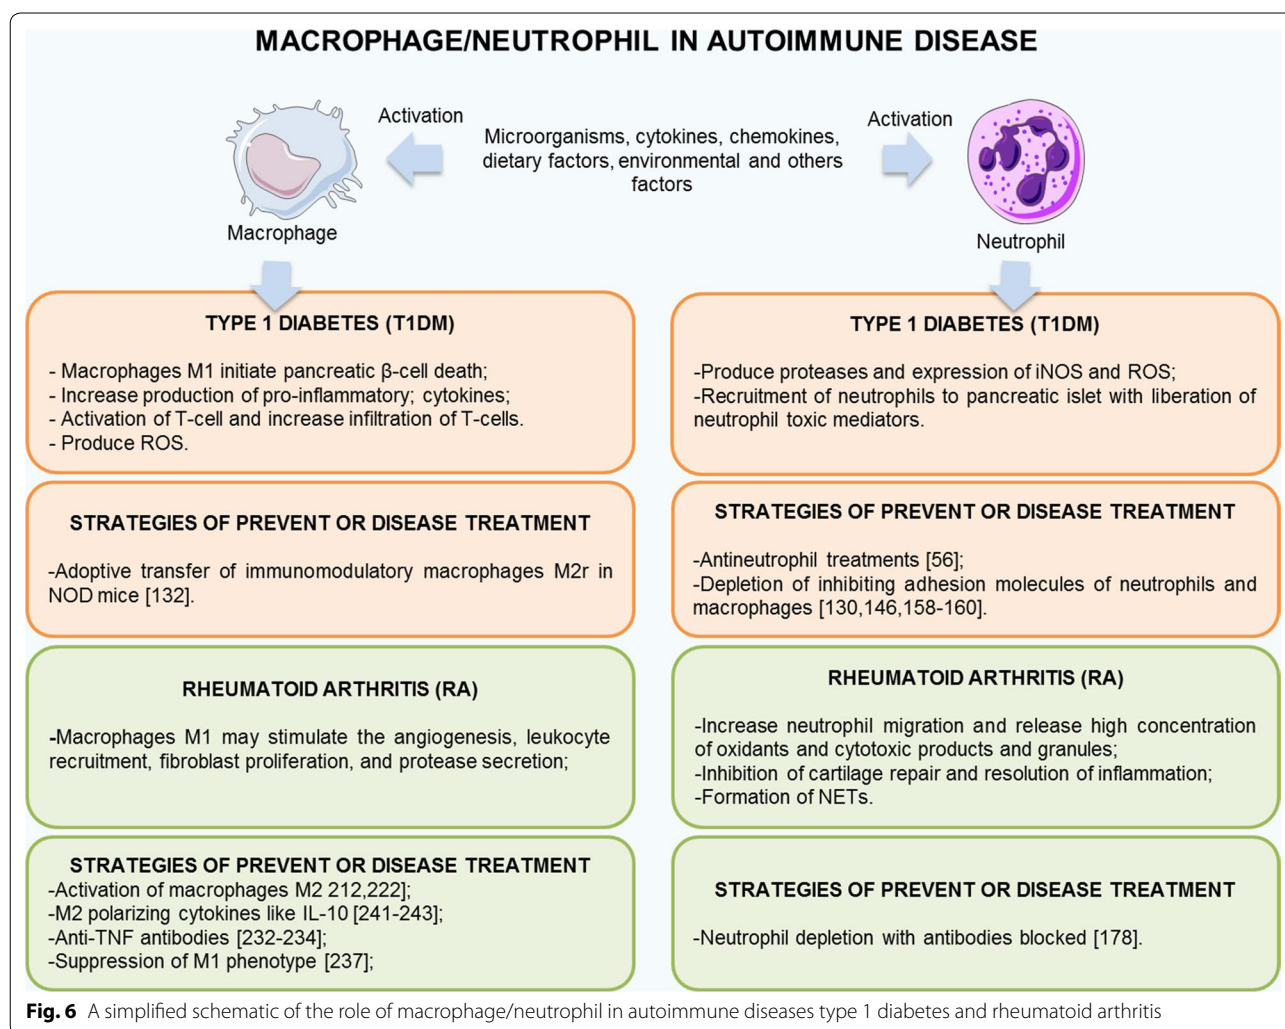 MACROPHAGE/NEUTROPHIL IN AUTOIMMUNE DISEASE
Activation
Microorganisms, cytokines, chemokines,
dietary factors, environmental and others
factors
Activation
Macrophage
Neutrophil
TYPE 1 DIABETES (T1DM)
- Macrophages M1 initiate pancreatic β-cell death;
- Increase production of pro-inflammatory; cytokines;
- Activation of T-cell and increase infiltration of T-cells.
- Produce ROS.
TYPE 1 DIABETES (T1DM)
-Produce proteases and expression of iNOS and ROS;
-Recruitment of neutrophils to pancreatic islet with liberation of
neutrophil toxic mediators.
STRATEGIES OF PREVENT OR DISEASE TREATMENT
-Adoptive transfer of immunomodulatory macrophages M2r in
NOD mice [132].
STRATEGIES OF PREVENT OR DISEASE TREATMENT
-Antineutrophil treatments [56];
-Depletion of inhibiting adhesion molecules of neutrophils and
macrophages [130,146,158-160].
RHEUMATOID ARTHRITIS (RA)
-Macrophages M1 may stimulate the angiogenesis, leukocyte
recruitment, fibroblast proliferation, and protease secretion;
RHEUMATOID ARTHRITIS (RA)
-Increase neutrophil migration and release high concentration
of oxidants and cytotoxic products and granules;
-Inhibition of cartilage repair and resolution of inflammation;
-Formation of NETs.
STRATEGIES OF PREVENT OR DISEASE TREATMENT
-Activation of macrophages M2 212,222];
-M2 polarizing cytokines like IL-10 [241-243];
-Anti-TNF antibodies [232-234];
-Suppression of M1 phenotype [237];
STRATEGIES OF PREVENT OR DISEASE TREATMENT
-Neutrophil depletion with antibodies blocked [178].
Fig. 6 A simplified schematic of the role of macrophage/neutrophil in autoimmune diseases type 1 diabetes and rheumatoid arthritis